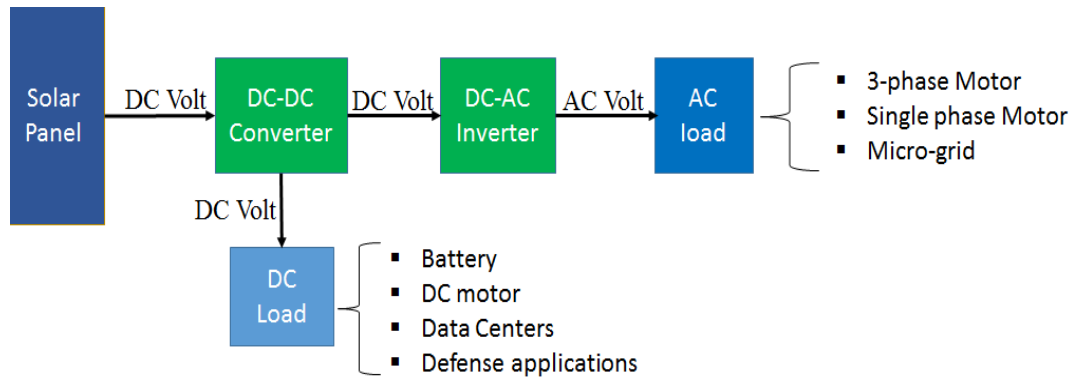 Solar
Panel
DC Volt
DC-DC
Converter
DC Volt
DC-AC
Inverter
AC Volt
AC
load
▪ 3-phase Motor
▪ Single phase Motor
▪ Micro-grid
DC Volt
DC
Load
▪ Battery
▪ DC motor
▪ Data Centers
▪ Defense applications